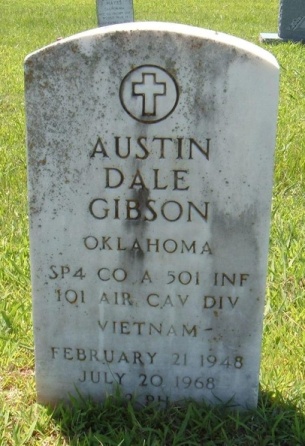 AUSTIN
DALE
GIBSON
OKLAHOMA
SP4 CO A 501 INF
101 AIR CAV DIV
VIETNAM
FEBRUARY 21 1948
JULY 20 1968
PH